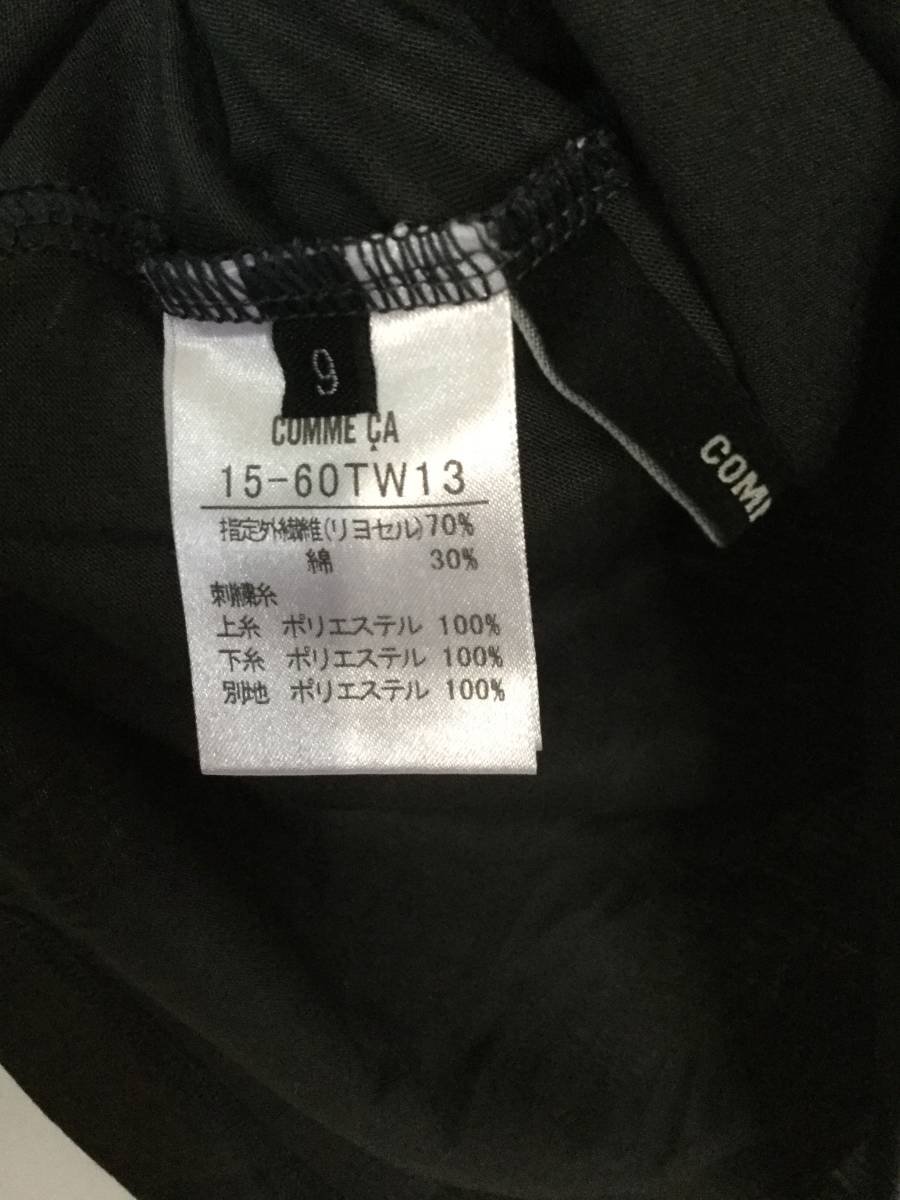 9
COMME ÇA
15-60TW13
指定外繊維(リヨセル)70%
綿 30%
刺繍糸
上糸 ポリエステル 100%
下糸 ポリエステル 100%
別地 ポリエステル 100%
COM